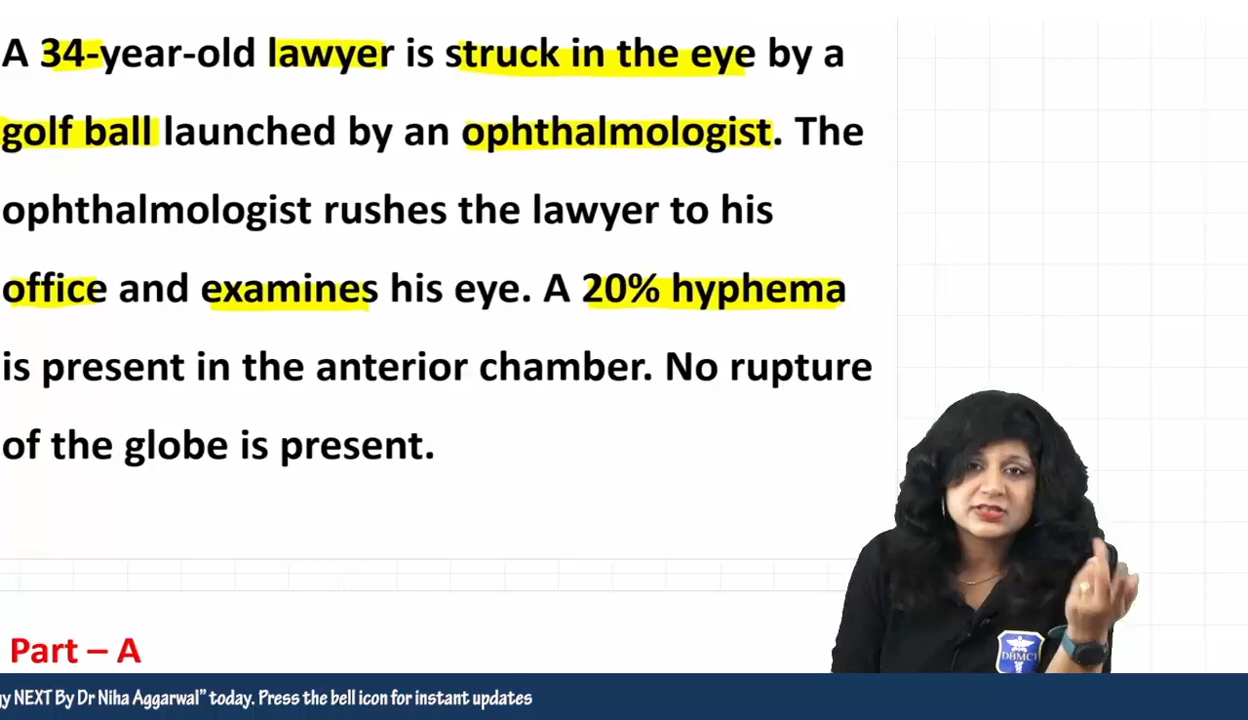 A 34-year-old lawyer is struck in the eye by a
golf ball launched by an ophthalmologist. The
ophthalmologist rushes the lawyer to his
office and examines his eye. A 20% hyphema
is present in the anterior chamber. No rupture
of the globe is present.
Part – A
DBMCI
gy NEXT By Dr Niha Aggarwal" today. Press the bell icon for instant updates